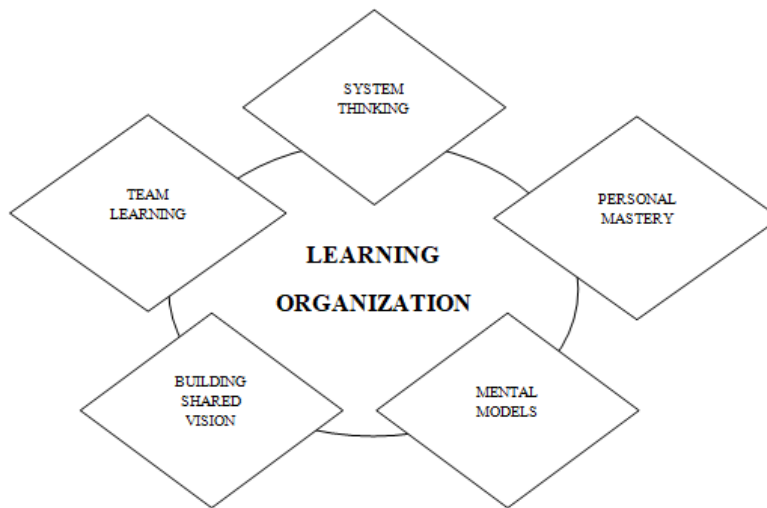 SYSTEM
THINKING
TEAM
LEARNING
PERSONAL
MASTERY
LEARNING
ORGANIZATION
BUILDING
SHARED
VISION
MENTAL
MODELS